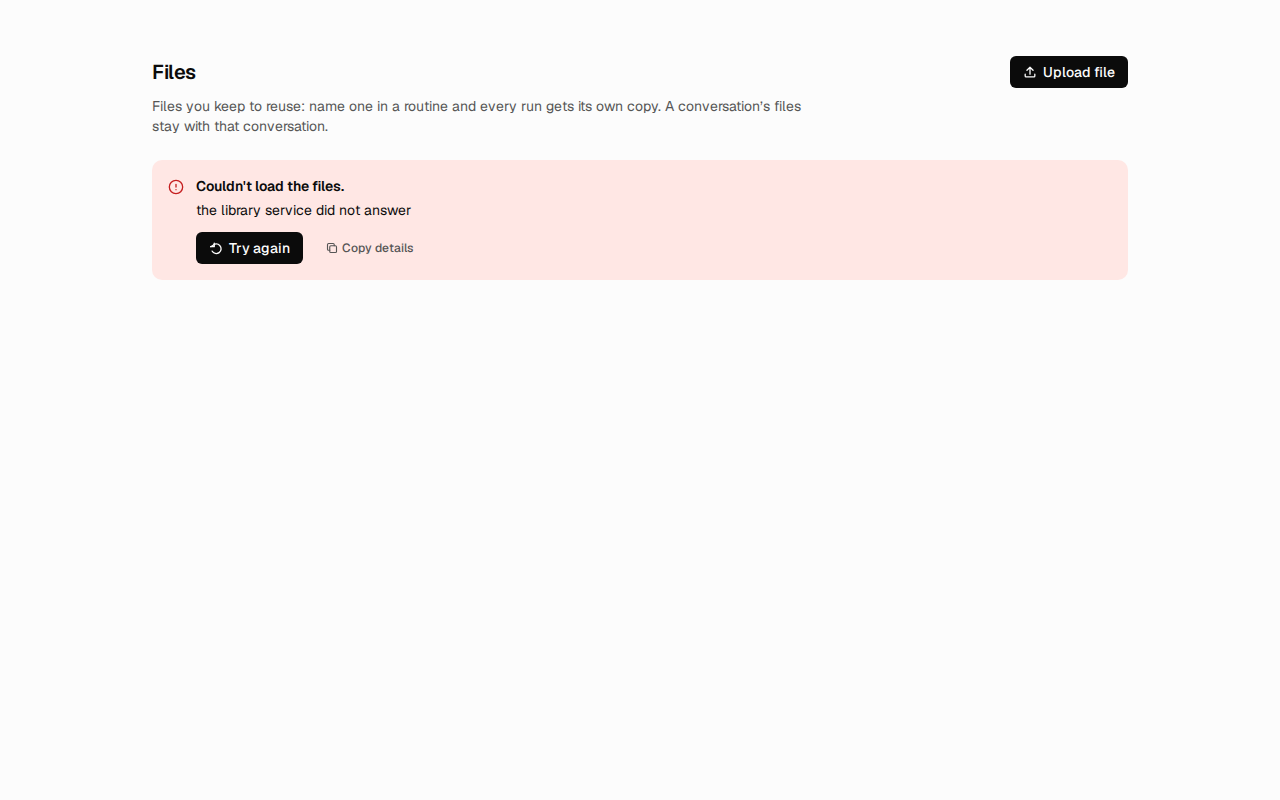 Files
Upload file
Files you keep to reuse: name one in a routine and every run gets its own copy. A conversation's files
stay with that conversation.
Couldn't load the files.
the library service did not answer
Try again
Copy details